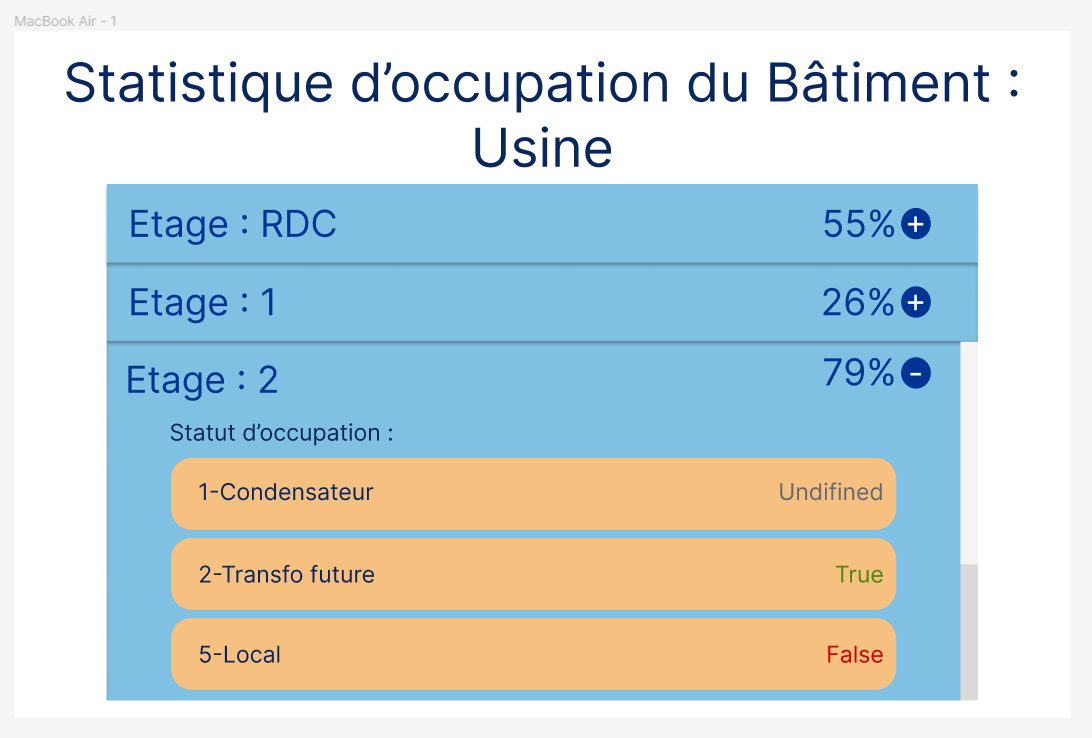 MacBook Air - 1
Statistique d’occupation du Bâtiment :
Usine
Etage : RDC 55% +
Etage : 1 26% +
Etage : 2 79% -
Statut d’occupation :
1-Condensateur Undifined
2-Transfo future True
5-Local False